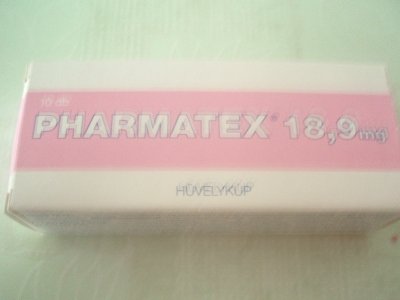 10 db
PHARMATEX® 18,9 mg
HÜVELYKÚP